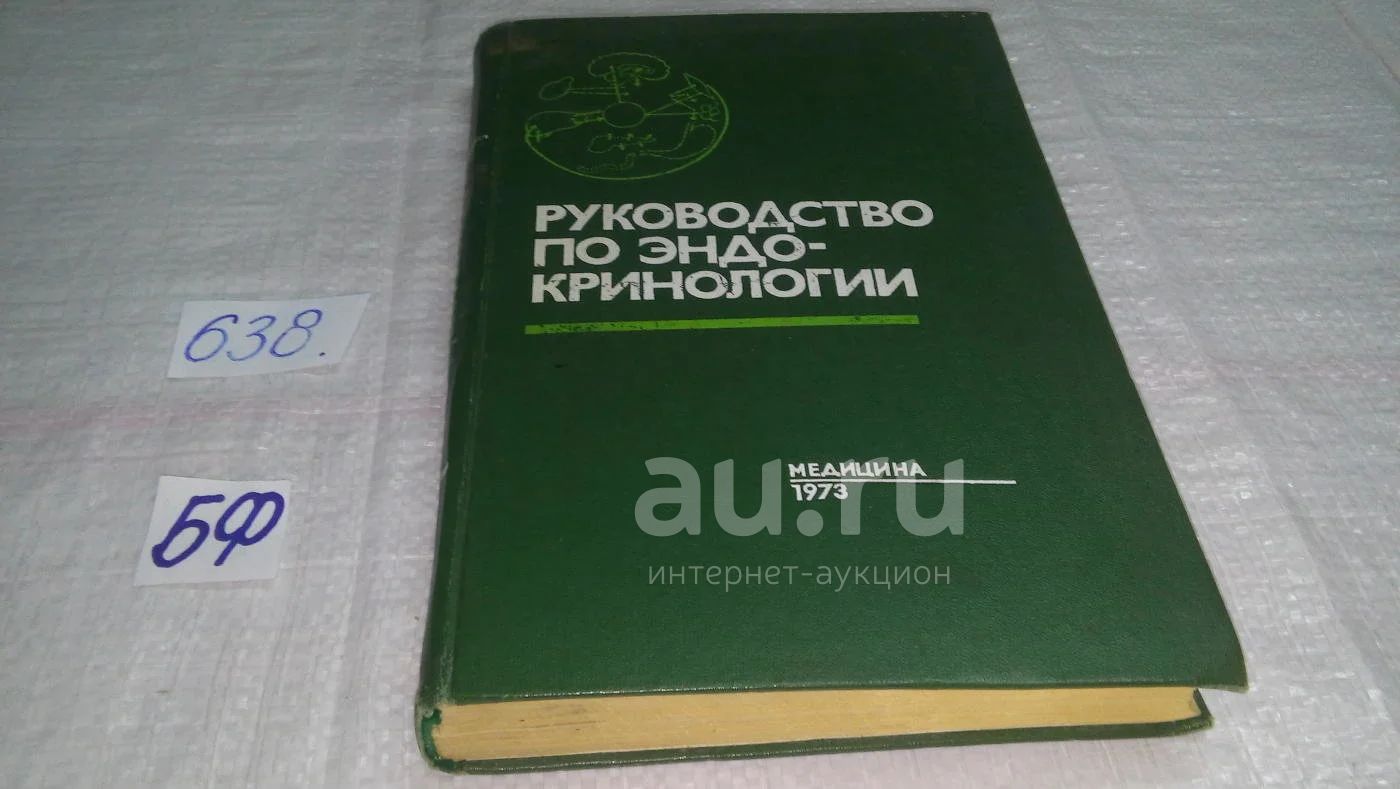 РУКОВОДСТВО
ПО ЭНДО-
КРИНОЛОГИИ
638.
БФ
МЕДИЦИНА
1973
au.ru
интернет-аукцион